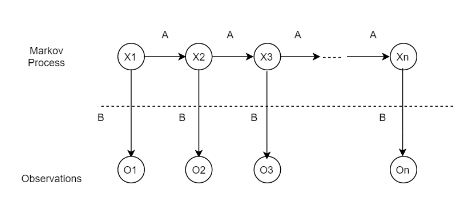 A A A A
Markov
Process
X1 X2 X3 Xn
B B B B
O1 O2 O3 On
Observations